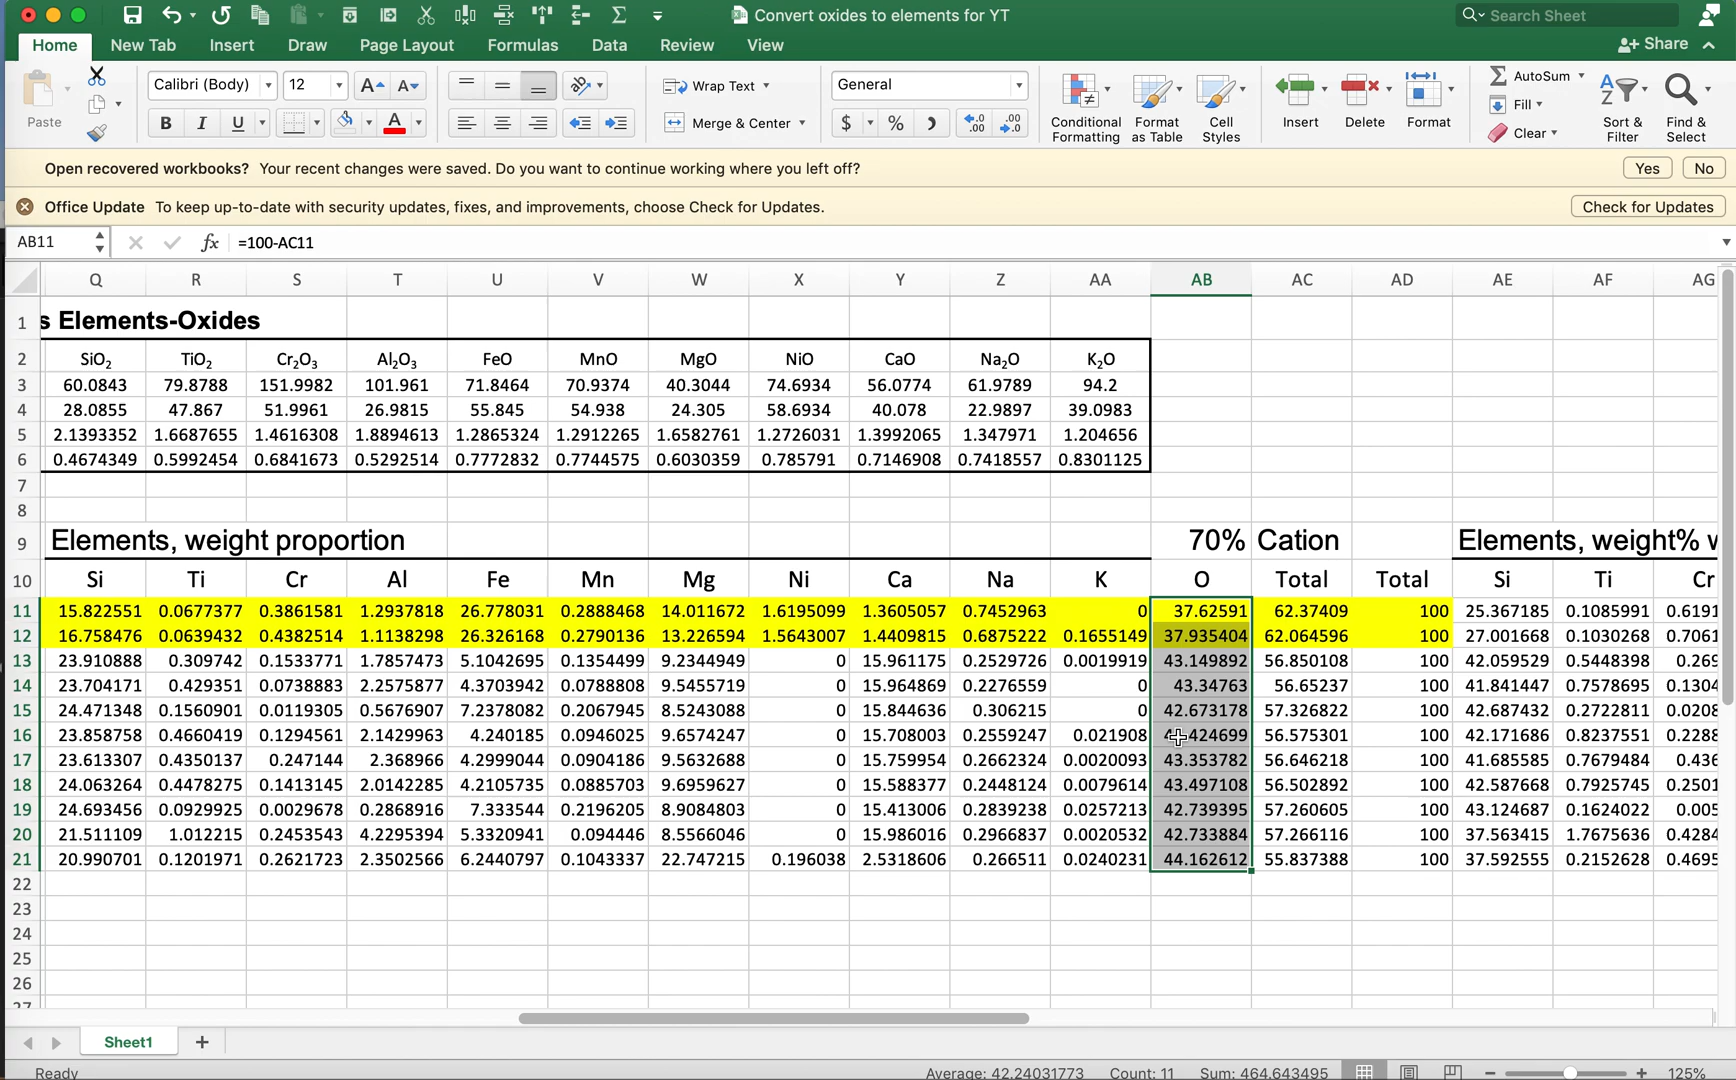 Convert oxides to elements for YT
Search Sheet
Home New Tab Insert Draw Page Layout Formulas Data Review View Share
Calibri (Body) 12 A A Wrap Text General AutoSum
Paste B I U A Merge & Center $ % Conditional Formatting Format as Table Cell Styles Insert Delete Format Fill Clear Sort & Filter Find & Select
Open recovered workbooks? Your recent changes were saved. Do you want to continue working where you left off? Yes No
Office Update To keep up-to-date with security updates, fixes, and improvements, choose Check for Updates. Check for Updates
AB11 fx =100-AC11
Q R S T U V W X Y Z AA AB AC AD AE AF AG
1 s Elements-Oxides
2 SiO₂ TiO₂ Cr₂O₃ Al₂O₃ FeO MnO MgO NiO CaO Na₂O K₂O
3 60.0843 79.8788 151.9982 101.961 71.8464 70.9374 40.3044 74.6934 56.0774 61.9789 94.2
4 28.0855 47.867 51.9961 26.9815 55.845 54.938 24.305 58.6934 40.078 22.9897 39.0983
5 2.1393352 1.6687655 1.4616308 1.8894613 1.2865324 1.2912265 1.6582761 1.2726031 1.3992065 1.347971 1.204656
6 0.4674349 0.5992454 0.6841673 0.5292514 0.7772832 0.7744575 0.6030359 0.785791 0.7146908 0.7418557 0.8301125
7
8
9 Elements, weight proportion 70% Cation Elements, weight%
10 Si Ti Cr Al Fe Mn Mg Ni Ca Na K O Total Total Si Ti Cr
11 15.822551 0.0677377 0.3861581 1.2937818 26.778031 0.2888468 14.011672 1.6195099 1.3605057 0.7452963 0 37.62591 62.37409 100 25.367185 0.1085991 0.6191
12 16.758476 0.0639432 0.4382514 1.1138298 26.326168 0.2790136 13.226594 1.5643007 1.4409815 0.6875222 0.1655149 37.935404 62.064596 100 27.001668 0.1030268 0.7061
13 23.910888 0.309742 0.1533771 1.7857473 5.1042695 0.1354499 9.2344949 0 15.961175 0.2529726 0.0019919 43.149892 56.850108 100 42.059529 0.5448398 0.269
14 23.704171 0.429351 0.0738883 2.2575877 4.3703942 0.0788808 9.5455719 0 15.964869 0.2276559 0 43.34763 56.65237 100 41.841447 0.7578695 0.1304
15 24.471348 0.1560901 0.0119305 0.5676907 7.2378082 0.2067945 8.5243088 0 15.844636 0.306215 0 42.673178 57.326822 100 42.687432 0.2722811 0.0208
16 23.858758 0.4660419 0.1294561 2.1429963 4.240185 0.0946025 9.6574247 0 15.708003 0.2559247 0.021908 424699 56.575301 100 42.171686 0.8237551 0.2288
17 23.613307 0.4350137 0.247144 2.368966 4.2999044 0.0904186 9.5632688 0 15.759954 0.2662324 0.0020093 43.353782 56.646218 100 41.685585 0.7679484 0.436
18 24.063264 0.4478275 0.1413145 2.0142285 4.2105735 0.0885703 9.6959627 0 15.588377 0.2448124 0.0079614 43.497108 56.502892 100 42.587668 0.7925745 0.2501
19 24.693456 0.0929925 0.0029678 0.2868916 7.333544 0.2196205 8.9084803 0 15.413006 0.2839238 0.0257213 42.739395 57.260605 100 43.124687 0.1624022 0.005
20 21.511109 1.012215 0.2453543 4.2295394 5.3320941 0.094446 8.5566046 0 15.986016 0.2966837 0.0020532 42.733884 57.266116 100 37.563415 1.7675636 0.4284
21 20.990701 0.1201971 0.2621723 2.3502566 6.2440797 0.1043337 22.747215 0.196038 2.5318606 0.266511 0.0240231 44.162612 55.837388 100 37.592555 0.2152628 0.4695
22
23
24
25
26
27
Sheet1
Ready Average: 42.24031773 Count: 11 Sum: 464.643495 125%